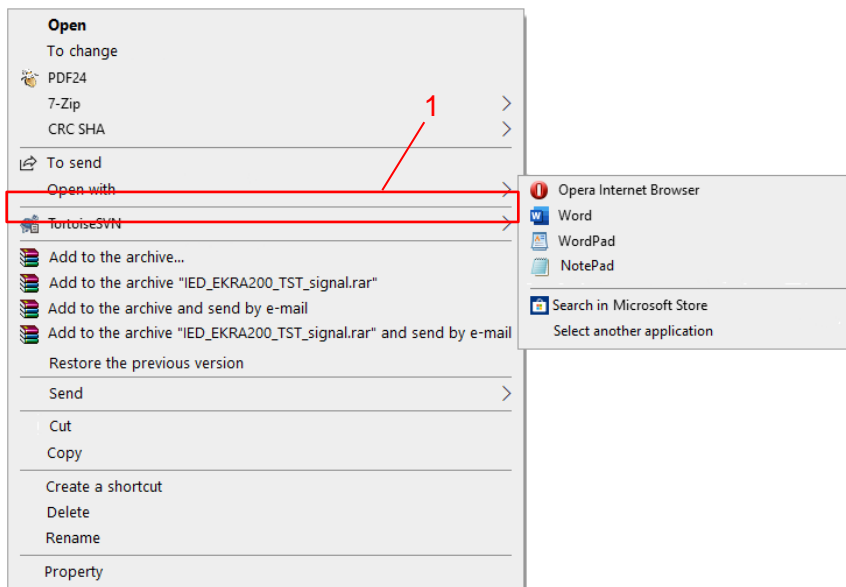 Open
To change
PDF24
7-Zip
CRC SHA
1
To send
Open with
TortoiseSVN
Add to the archive...
Add to the archive "IED_EKRA200_TST_signal.rar"
Add to the archive and send by e-mail
Add to the archive "IED_EKRA200_TST_signal.rar" and send by e-mail
Restore the previous version
Send
Cut
Copy
Create a shortcut
Delete
Rename
Property
Opera Internet Browser
Word
WordPad
NotePad
Search in Microsoft Store
Select another application